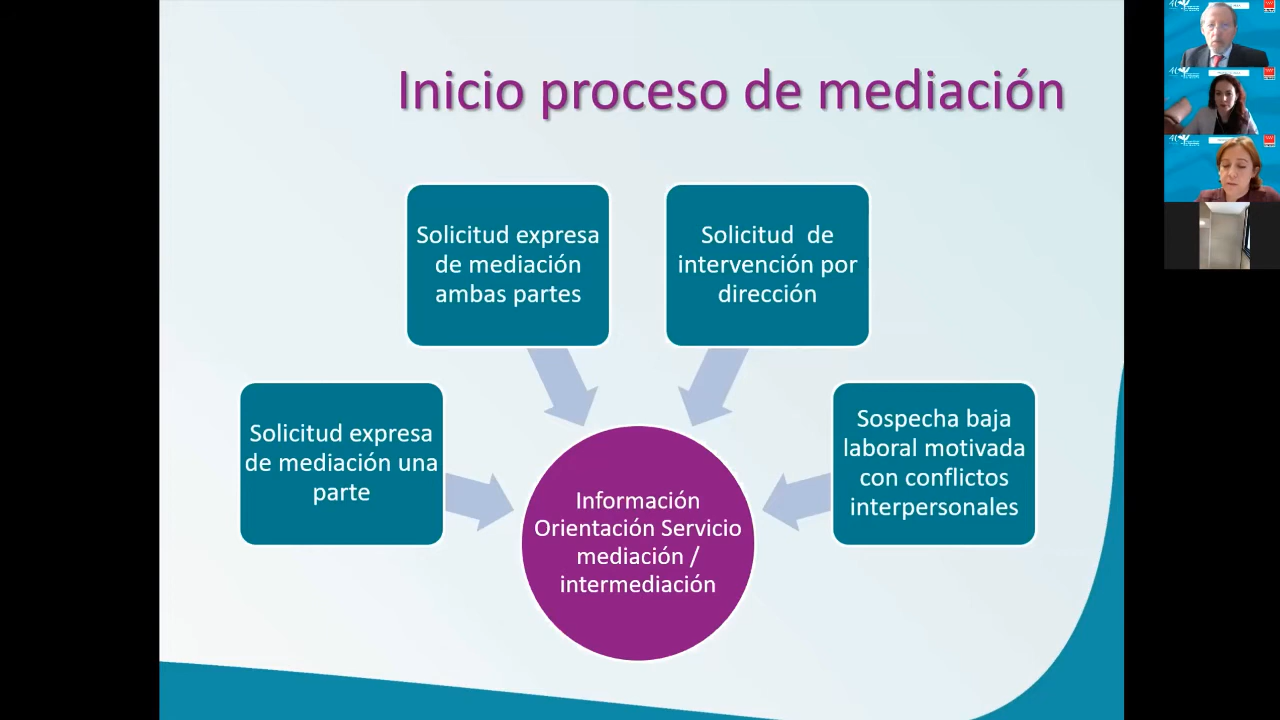 Inicio proceso de mediación
Solicitud expresa
de mediación
ambas partes
Solicitud de
intervención por
dirección
Solicitud expresa
de mediación una
parte
Sospecha baja
laboral motivada
con conflictos
interpersonales
Información
Orientación Servicio
mediación /
intermediación